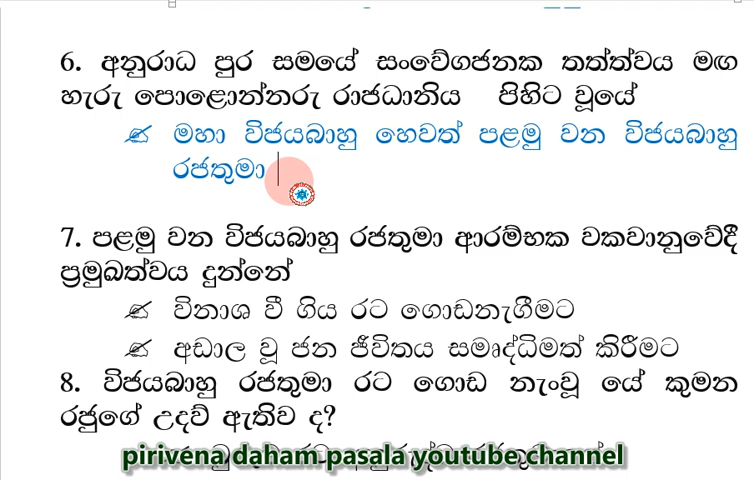 6. අනුරාධ පුර සමයේ සංවේගජනක තත්ත්වය මඟ
හැරු පොළොන්නරු රාජධානිය පිහිට වූයේ
මහා විජයබාහු හෙවත් පළමු වන විජයබාහු
රජතුමා
7. පළමු වන විජයබාහු රජතුමා ආරම්භක වකවානුවේදී
ප්‍රමුඛත්වය දුන්නේ
විනාශ වී ගිය රට ගොඩනැගීමට
අඩාල වූ ජන ජීවිතය සමෘද්ධිමත් කිරීමට
8. විජයබාහු රජතුමා රට ගොඩ නැංවූ යේ කුමන
රජුගේ උදව් ඇතිව ද?
pirivena daham pasala youtube channel